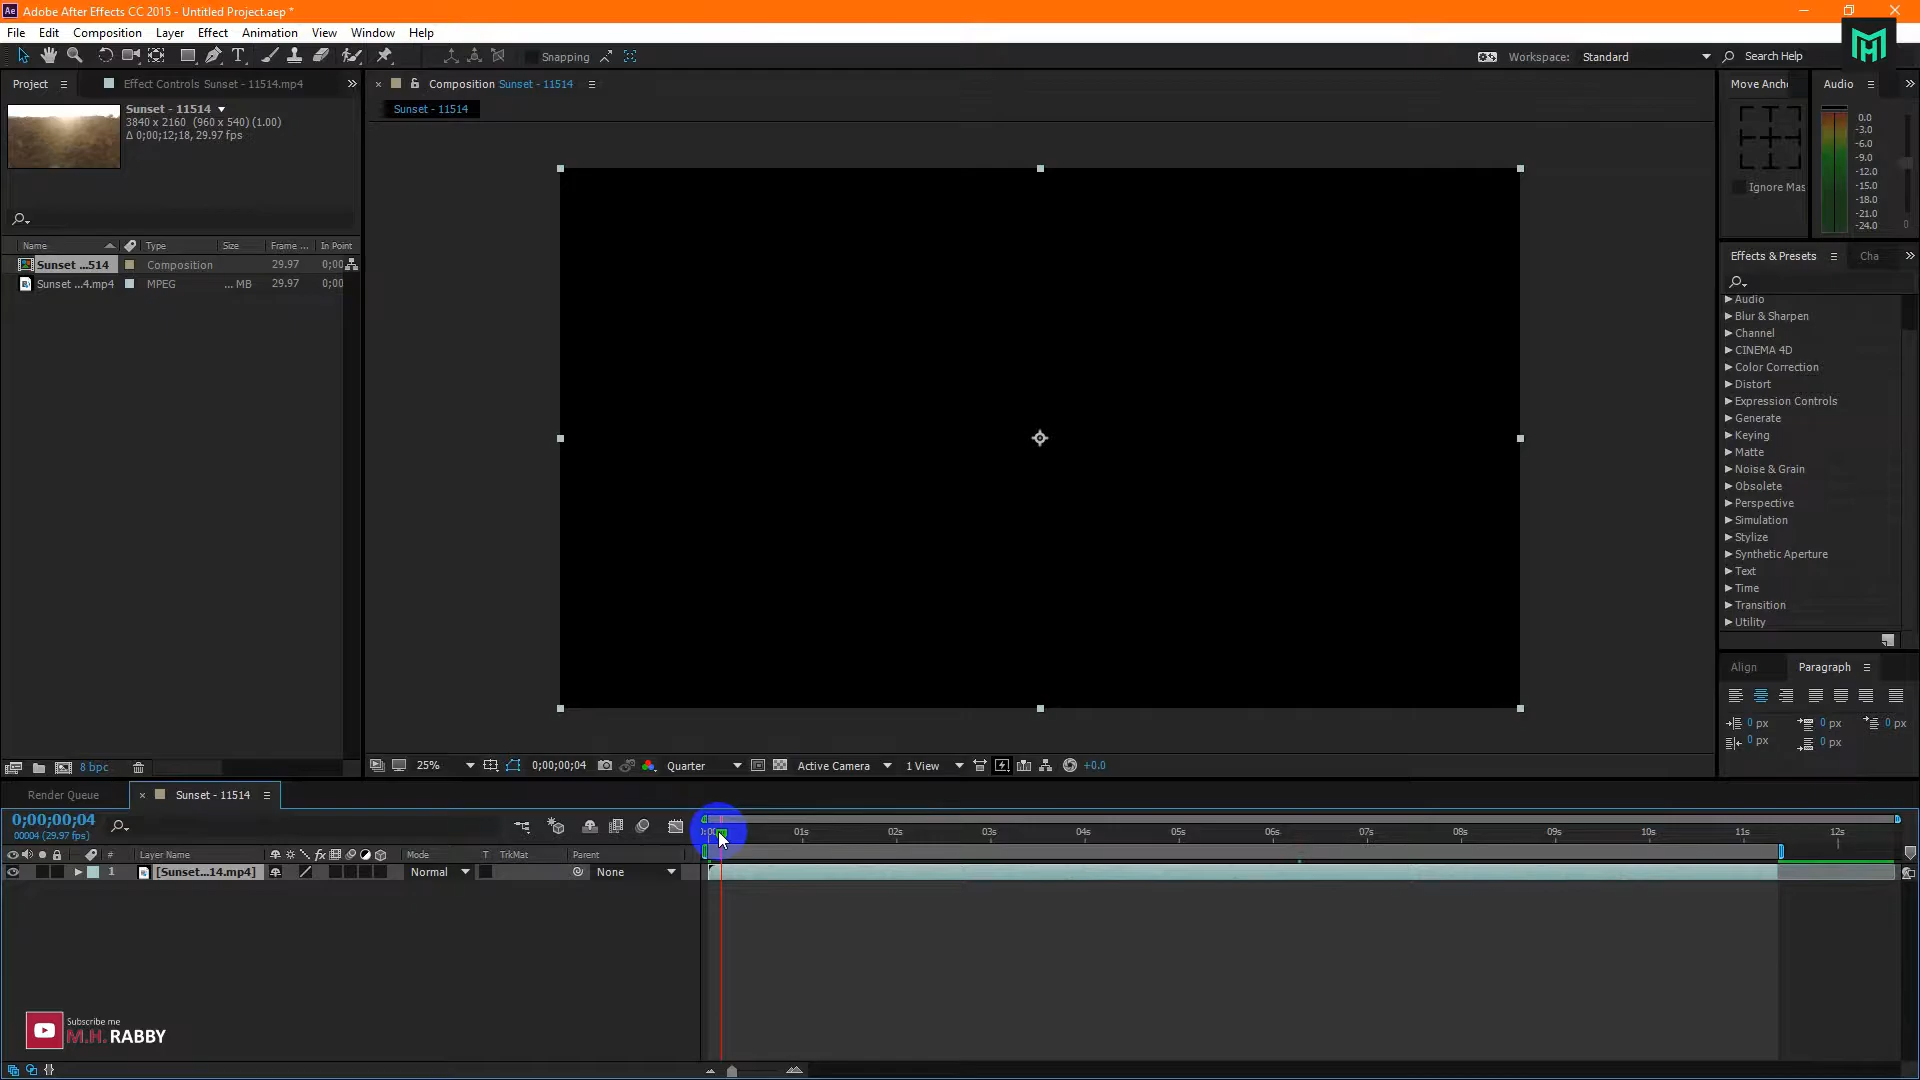 Ae Adobe After Effects CC 2015 - Untitled Project.aep *
File Edit Composition Layer Effect Animation View Window Help
T Snapping Workspace: Standard Search Help
Project Effect Controls Sunset - 11514.mp4
Composition Sunset - 11514
Move Ancho
Audio
Sunset - 11514
3840 x 2160 (960 x 540) (1.00)
Δ 0;00;12;18, 29.97 fps
Sunset - 11514
0.0
-3.0
-6.0
-9.0
-12.0
-15.0
-18.0
-21.0
-24.0
0
Ignore Mas
Name Type Size Frame ... In Point
Sunset ...514 Composition 29.97 0;00
Sunset ...4.mp4 MPEG ... MB 29.97 0;00
Effects & Presets Cha
Audio
Blur & Sharpen
Channel
CINEMA 4D
Color Correction
Distort
Expression Controls
Generate
Keying
Matte
Noise & Grain
Obsolete
Perspective
Simulation
Stylize
Synthetic Aperture
Text
Time
Transition
Utility
Align Paragraph
0 px 0 px 0 px
0 px 0 px
8 bpc
25% 0;00;00;04 Quarter Active Camera 1 View +0.0
Render Queue Sunset - 11514
0;00;00;04
00004 (29.97 fps)
01s 02s 03s 04s 05s 06s 07s 08s 09s 10s 11s 12s
# Layer Name fx Mode T TrkMat Parent
1 [Sunset...14.mp4] Normal None
Subscribe me
M.H. RABBY